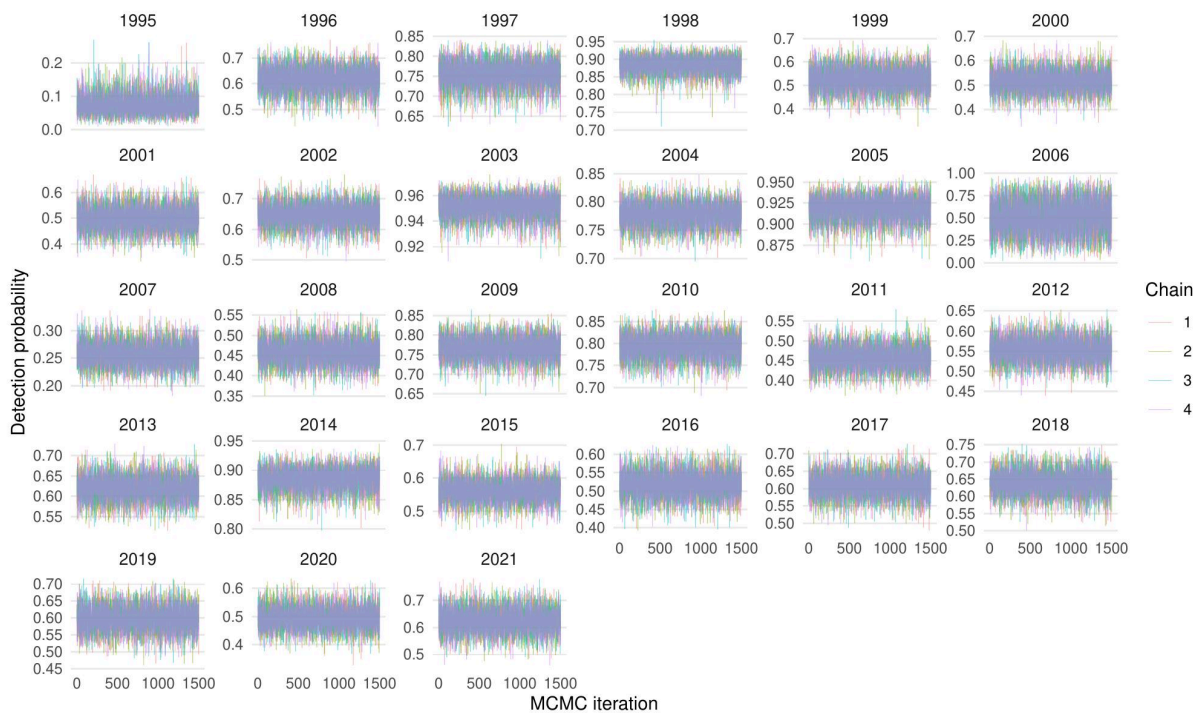 1995 1996 1997 1998 1999 2000
0.2 0.1 0.0
0.7 0.6 0.5
0.85 0.80 0.75 0.70 0.65
0.95 0.90 0.85 0.80 0.75 0.70
0.7 0.6 0.5 0.4
0.7 0.6 0.5 0.4
2001 2002 2003 2004 2005 2006
0.6 0.5 0.4
0.7 0.6 0.5
0.96 0.94 0.92
0.85 0.80 0.75 0.70
0.950 0.925 0.900 0.875
1.00 0.75 0.50 0.25 0.00
2007 2008 2009 2010 2011 2012
0.30 0.25 0.20
0.55 0.50 0.45 0.40 0.35
0.85 0.80 0.75 0.70 0.65
0.85 0.80 0.75 0.70
0.55 0.50 0.45 0.40
0.65 0.60 0.55 0.50 0.45
2013 2014 2015 2016 2017 2018
0.70 0.65 0.60 0.55
0.95 0.90 0.85 0.80
0.7 0.6 0.5
0.60 0.55 0.50 0.45 0.40
0.70 0.65 0.60 0.55 0.50
0.75 0.70 0.65 0.60 0.55 0.50
0 500 1000 1500 0 500 1000 1500 0 500 1000 1500
2019 2020 2021
0.70 0.65 0.60 0.55 0.50 0.45
0.6 0.5 0.4
0.7 0.6 0.5
0 500 1000 1500 0 500 1000 1500 0 500 1000 1500
Detection probability
MCMC iteration
Chain
1
2
3
4